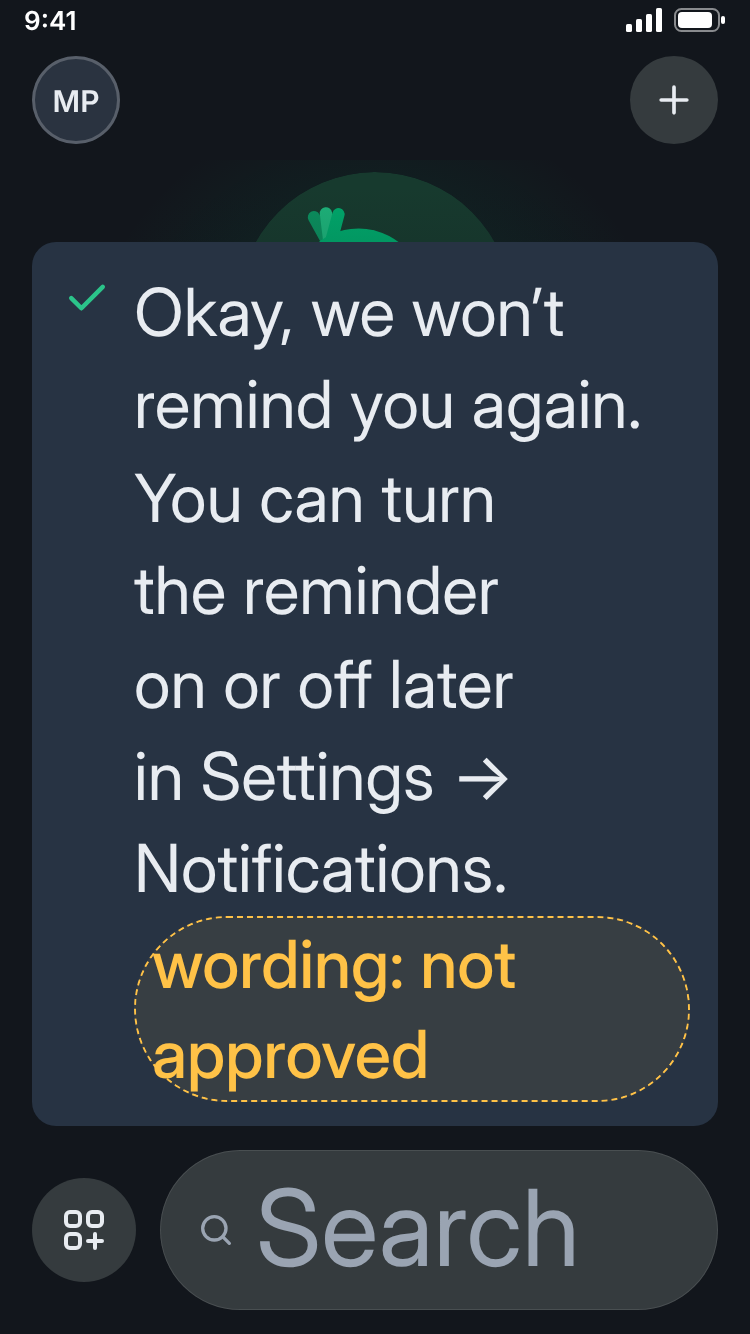 9:41
MP
Okay, we won’t
remind you again.
You can turn
the reminder
on or off later
in Settings →
Notifications.
wording: not
approved
Search